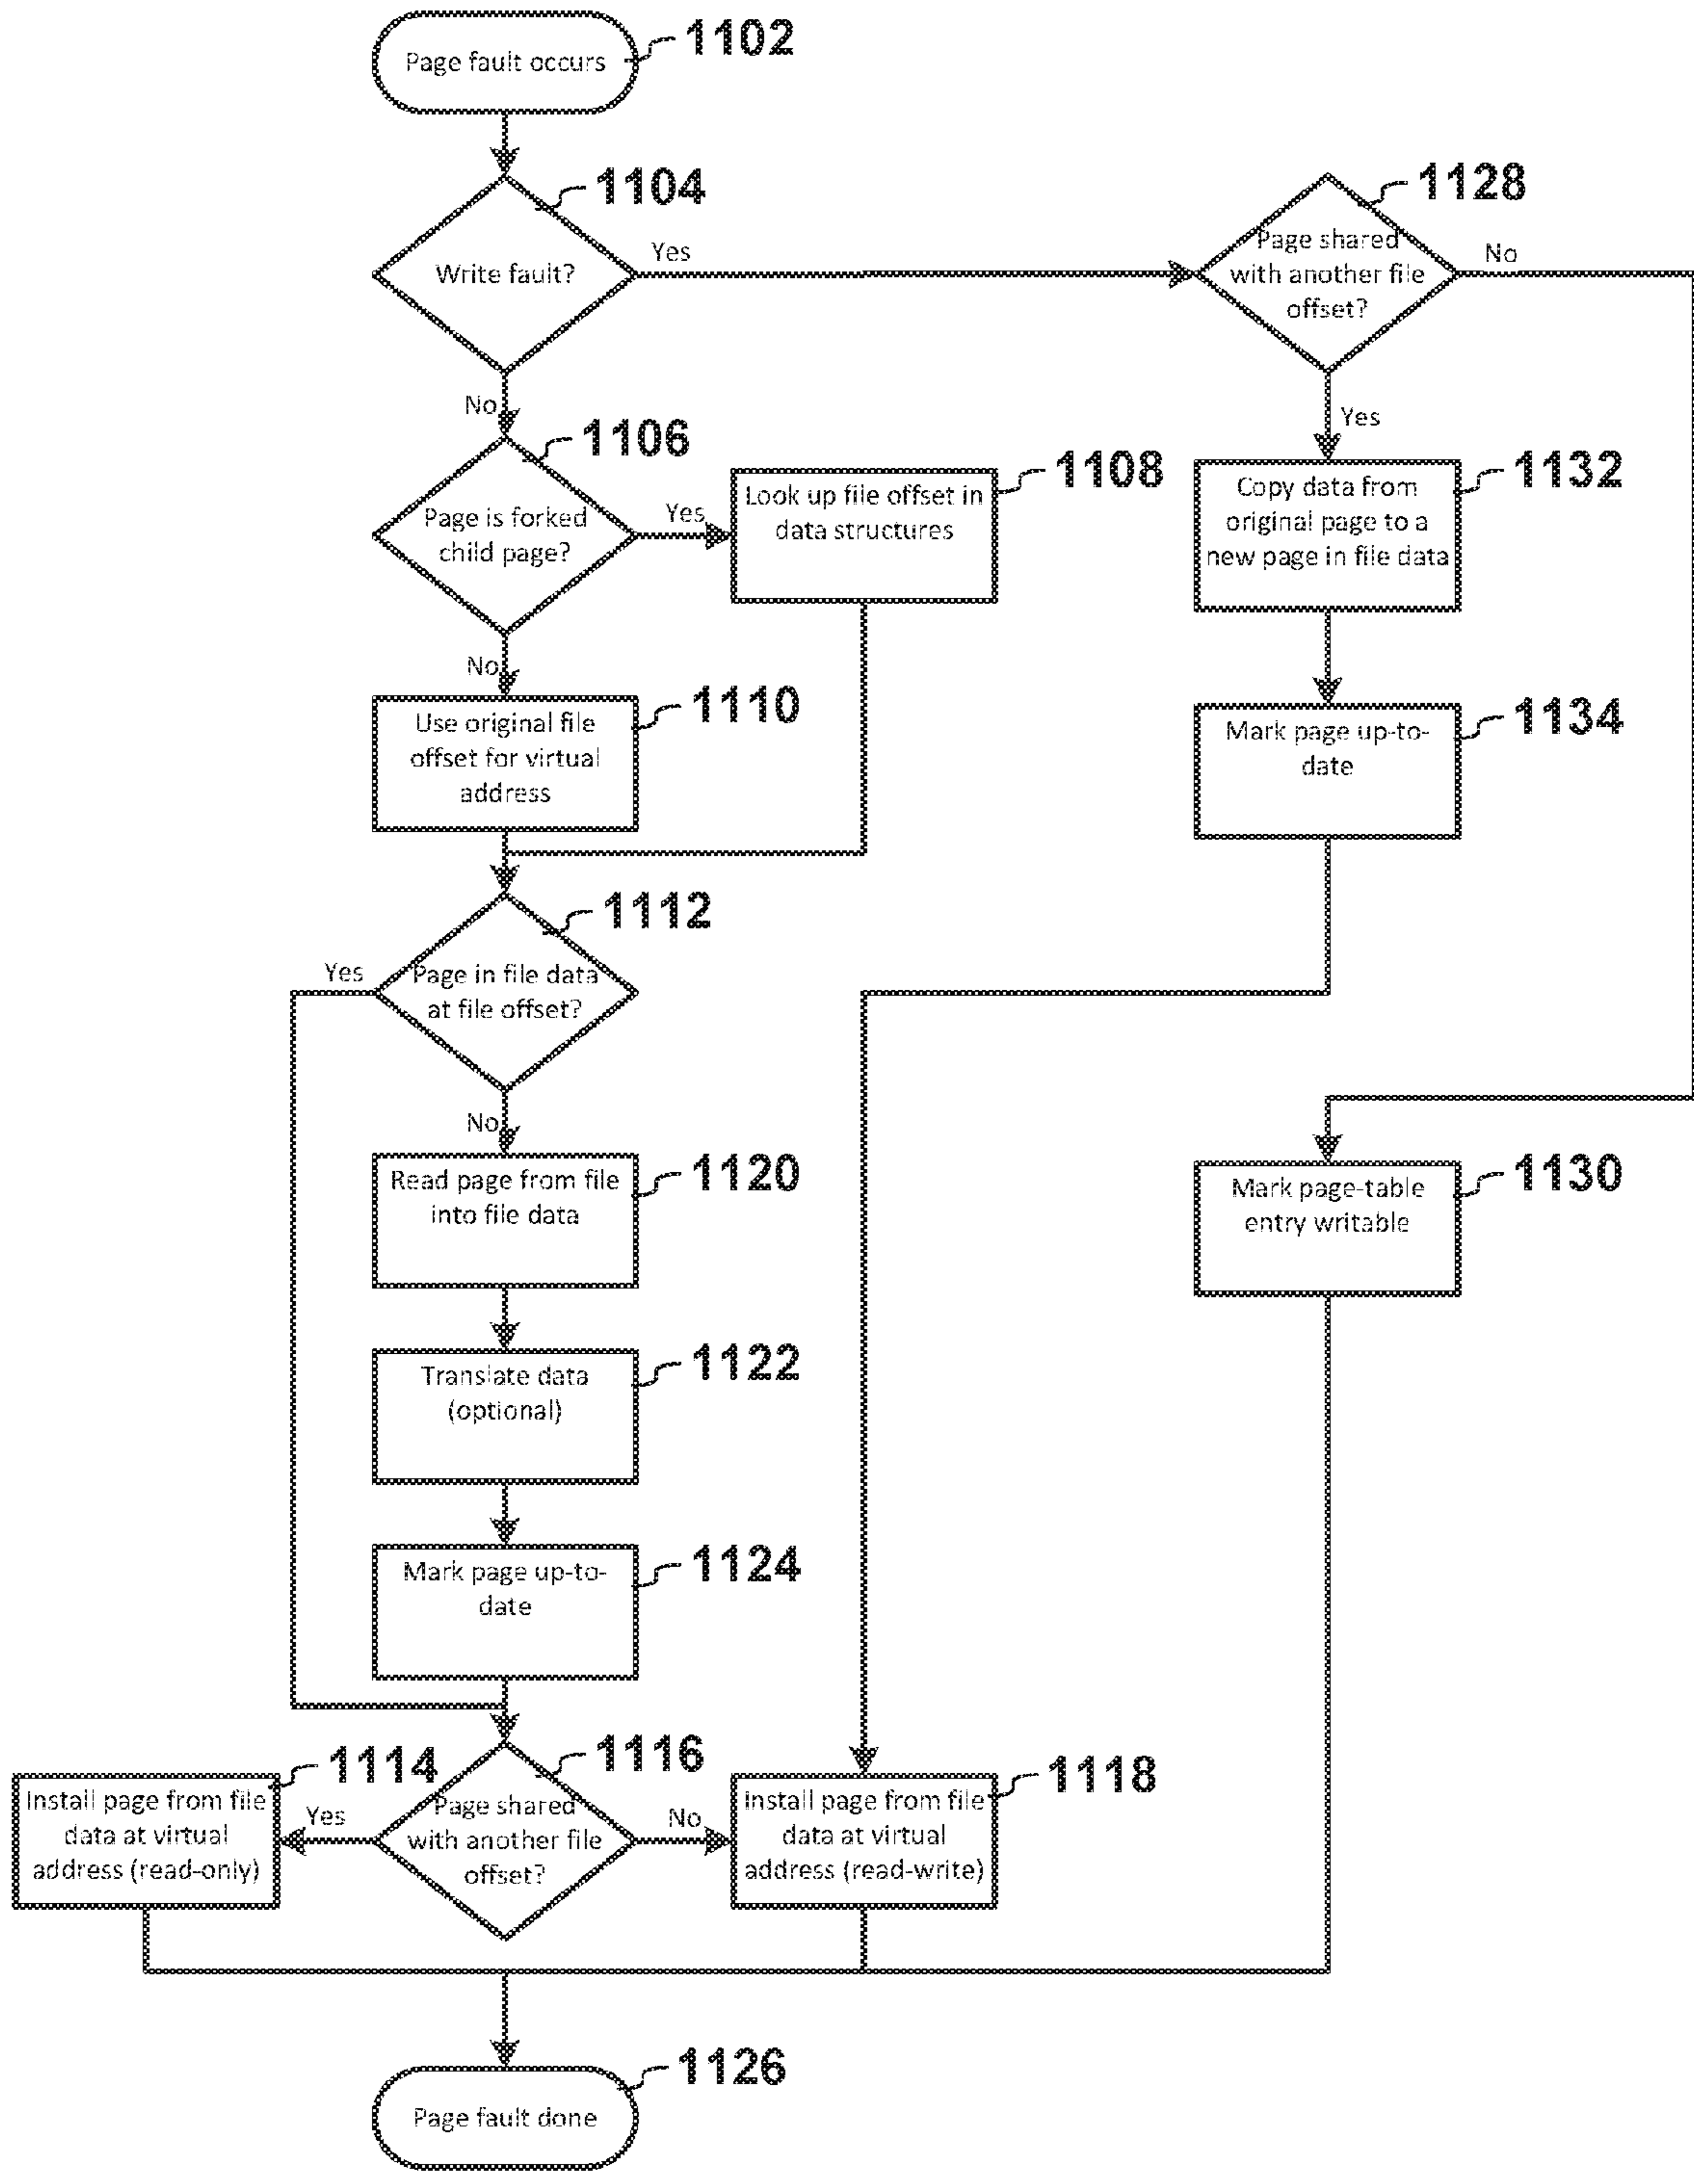 Page fault occurs
1102
1104
Write fault?
Yes
1128
Page shared
with another file
offset?
No
No
Yes
1106
Page is forked
child page?
Yes
1108
Look up file offset in
data structures
1132
Copy data from
original page to a
new page in file data
No
1110
Use original file
offset for virtual
address
1134
Mark page up-to-
date
1112
Yes
Page in file data
at file offset?
No
1120
Read page from file
into file data
1130
Mark page-table
entry writable
1122
Translate data
(optional)
1124
Mark page up-to-
date
1114
Install page from file
data at virtual
address (read-only)
Yes
1116
Page shared
with another file
offset?
No
1118
Install page from file
data at virtual
address (read-write)
1126
Page fault done